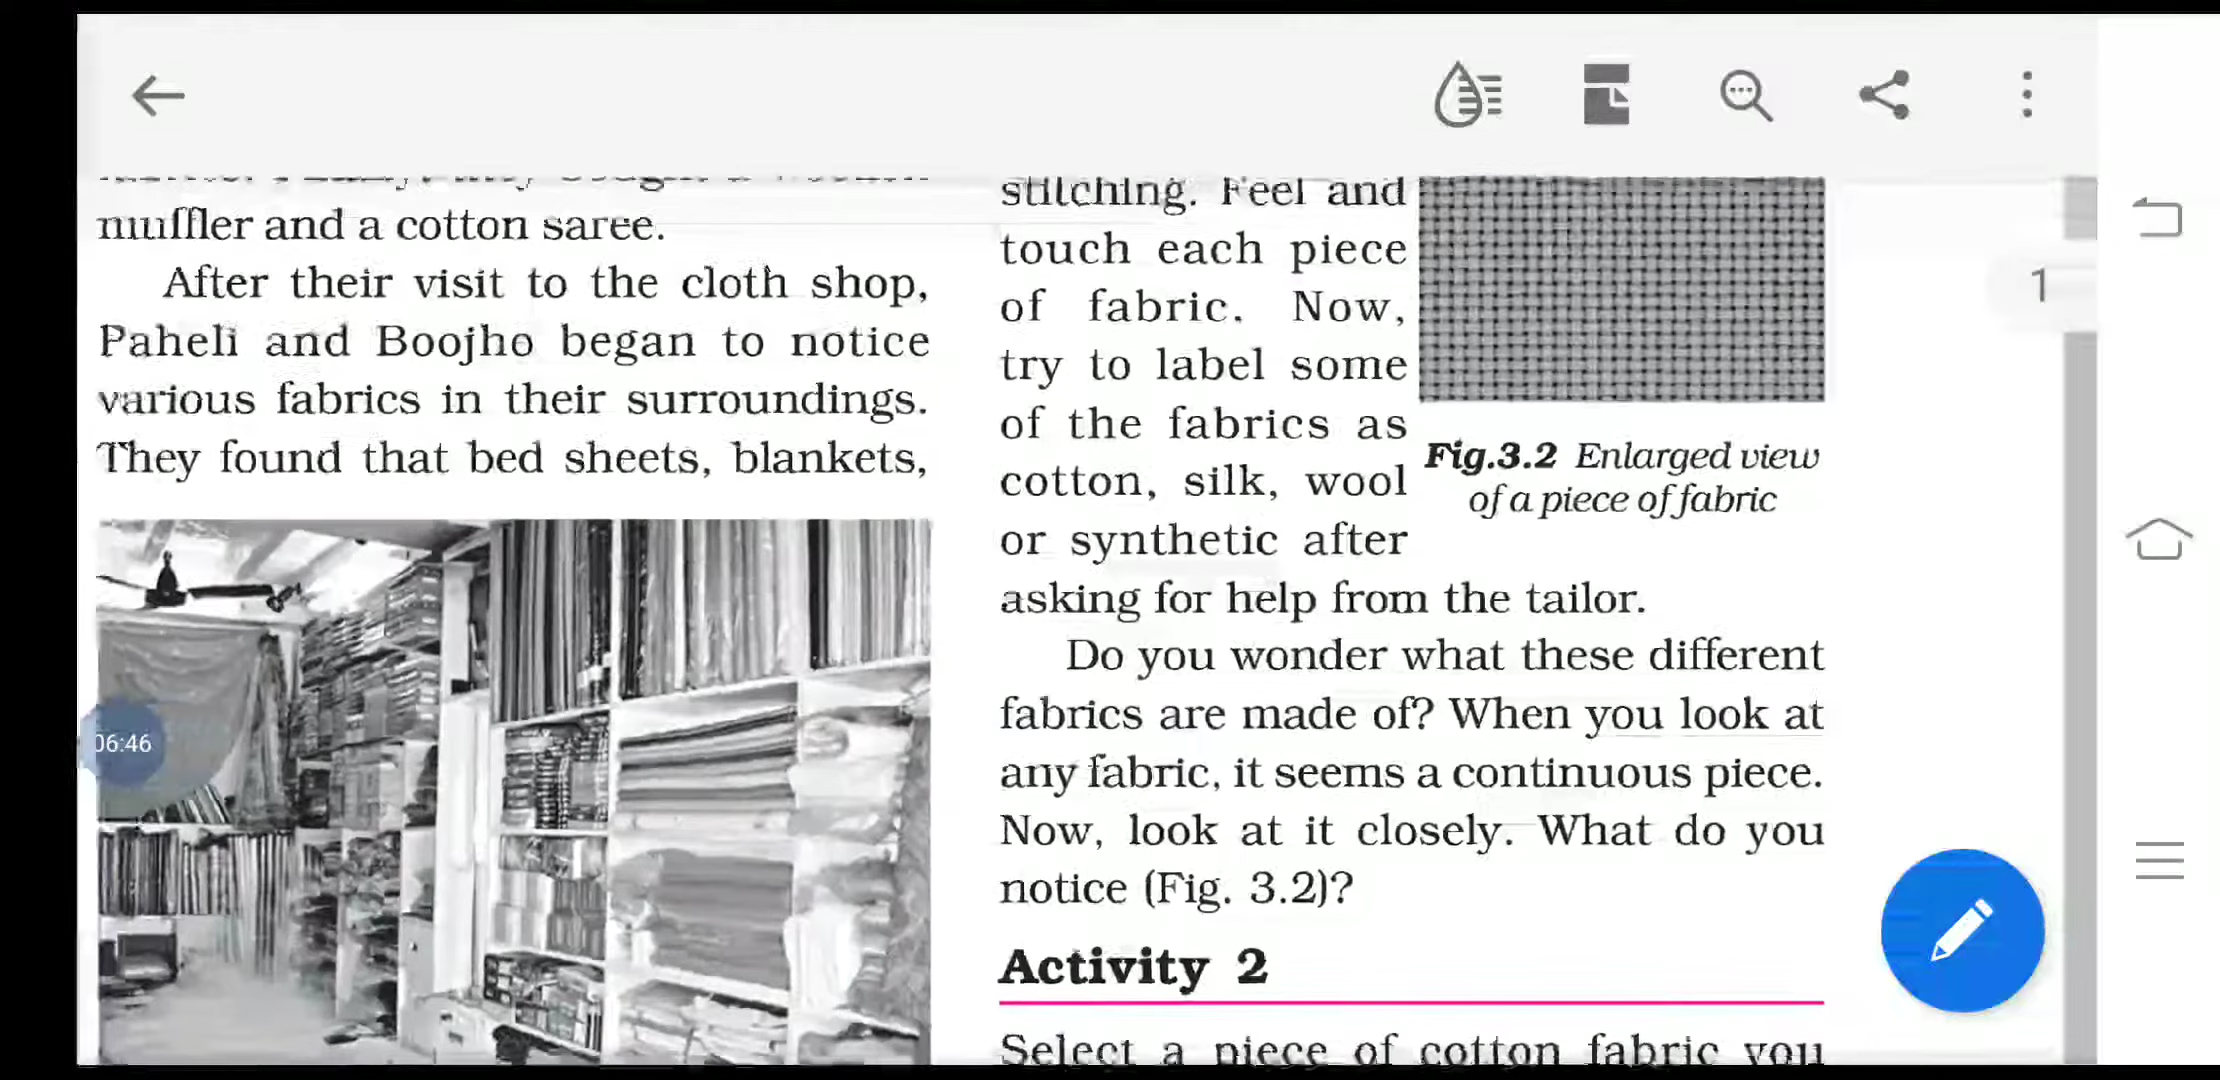 muffler and a cotton saree.
After their visit to the cloth shop,
Paheli and Boojho began to notice
various fabrics in their surroundings.
They found that bed sheets, blankets,
06:46
stitching. Feel and
touch each piece
of fabric. Now,
try to label some
of the fabrics as
cotton, silk, wool
or synthetic after
asking for help from the tailor.
Fig.3.2 Enlarged view
of a piece of fabric
Do you wonder what these different
fabrics are made of? When you look at
any fabric, it seems a continuous piece.
Now, look at it closely. What do you
notice (Fig. 3.2)?
Activity 2
Select a piece of cotton fabric you
1